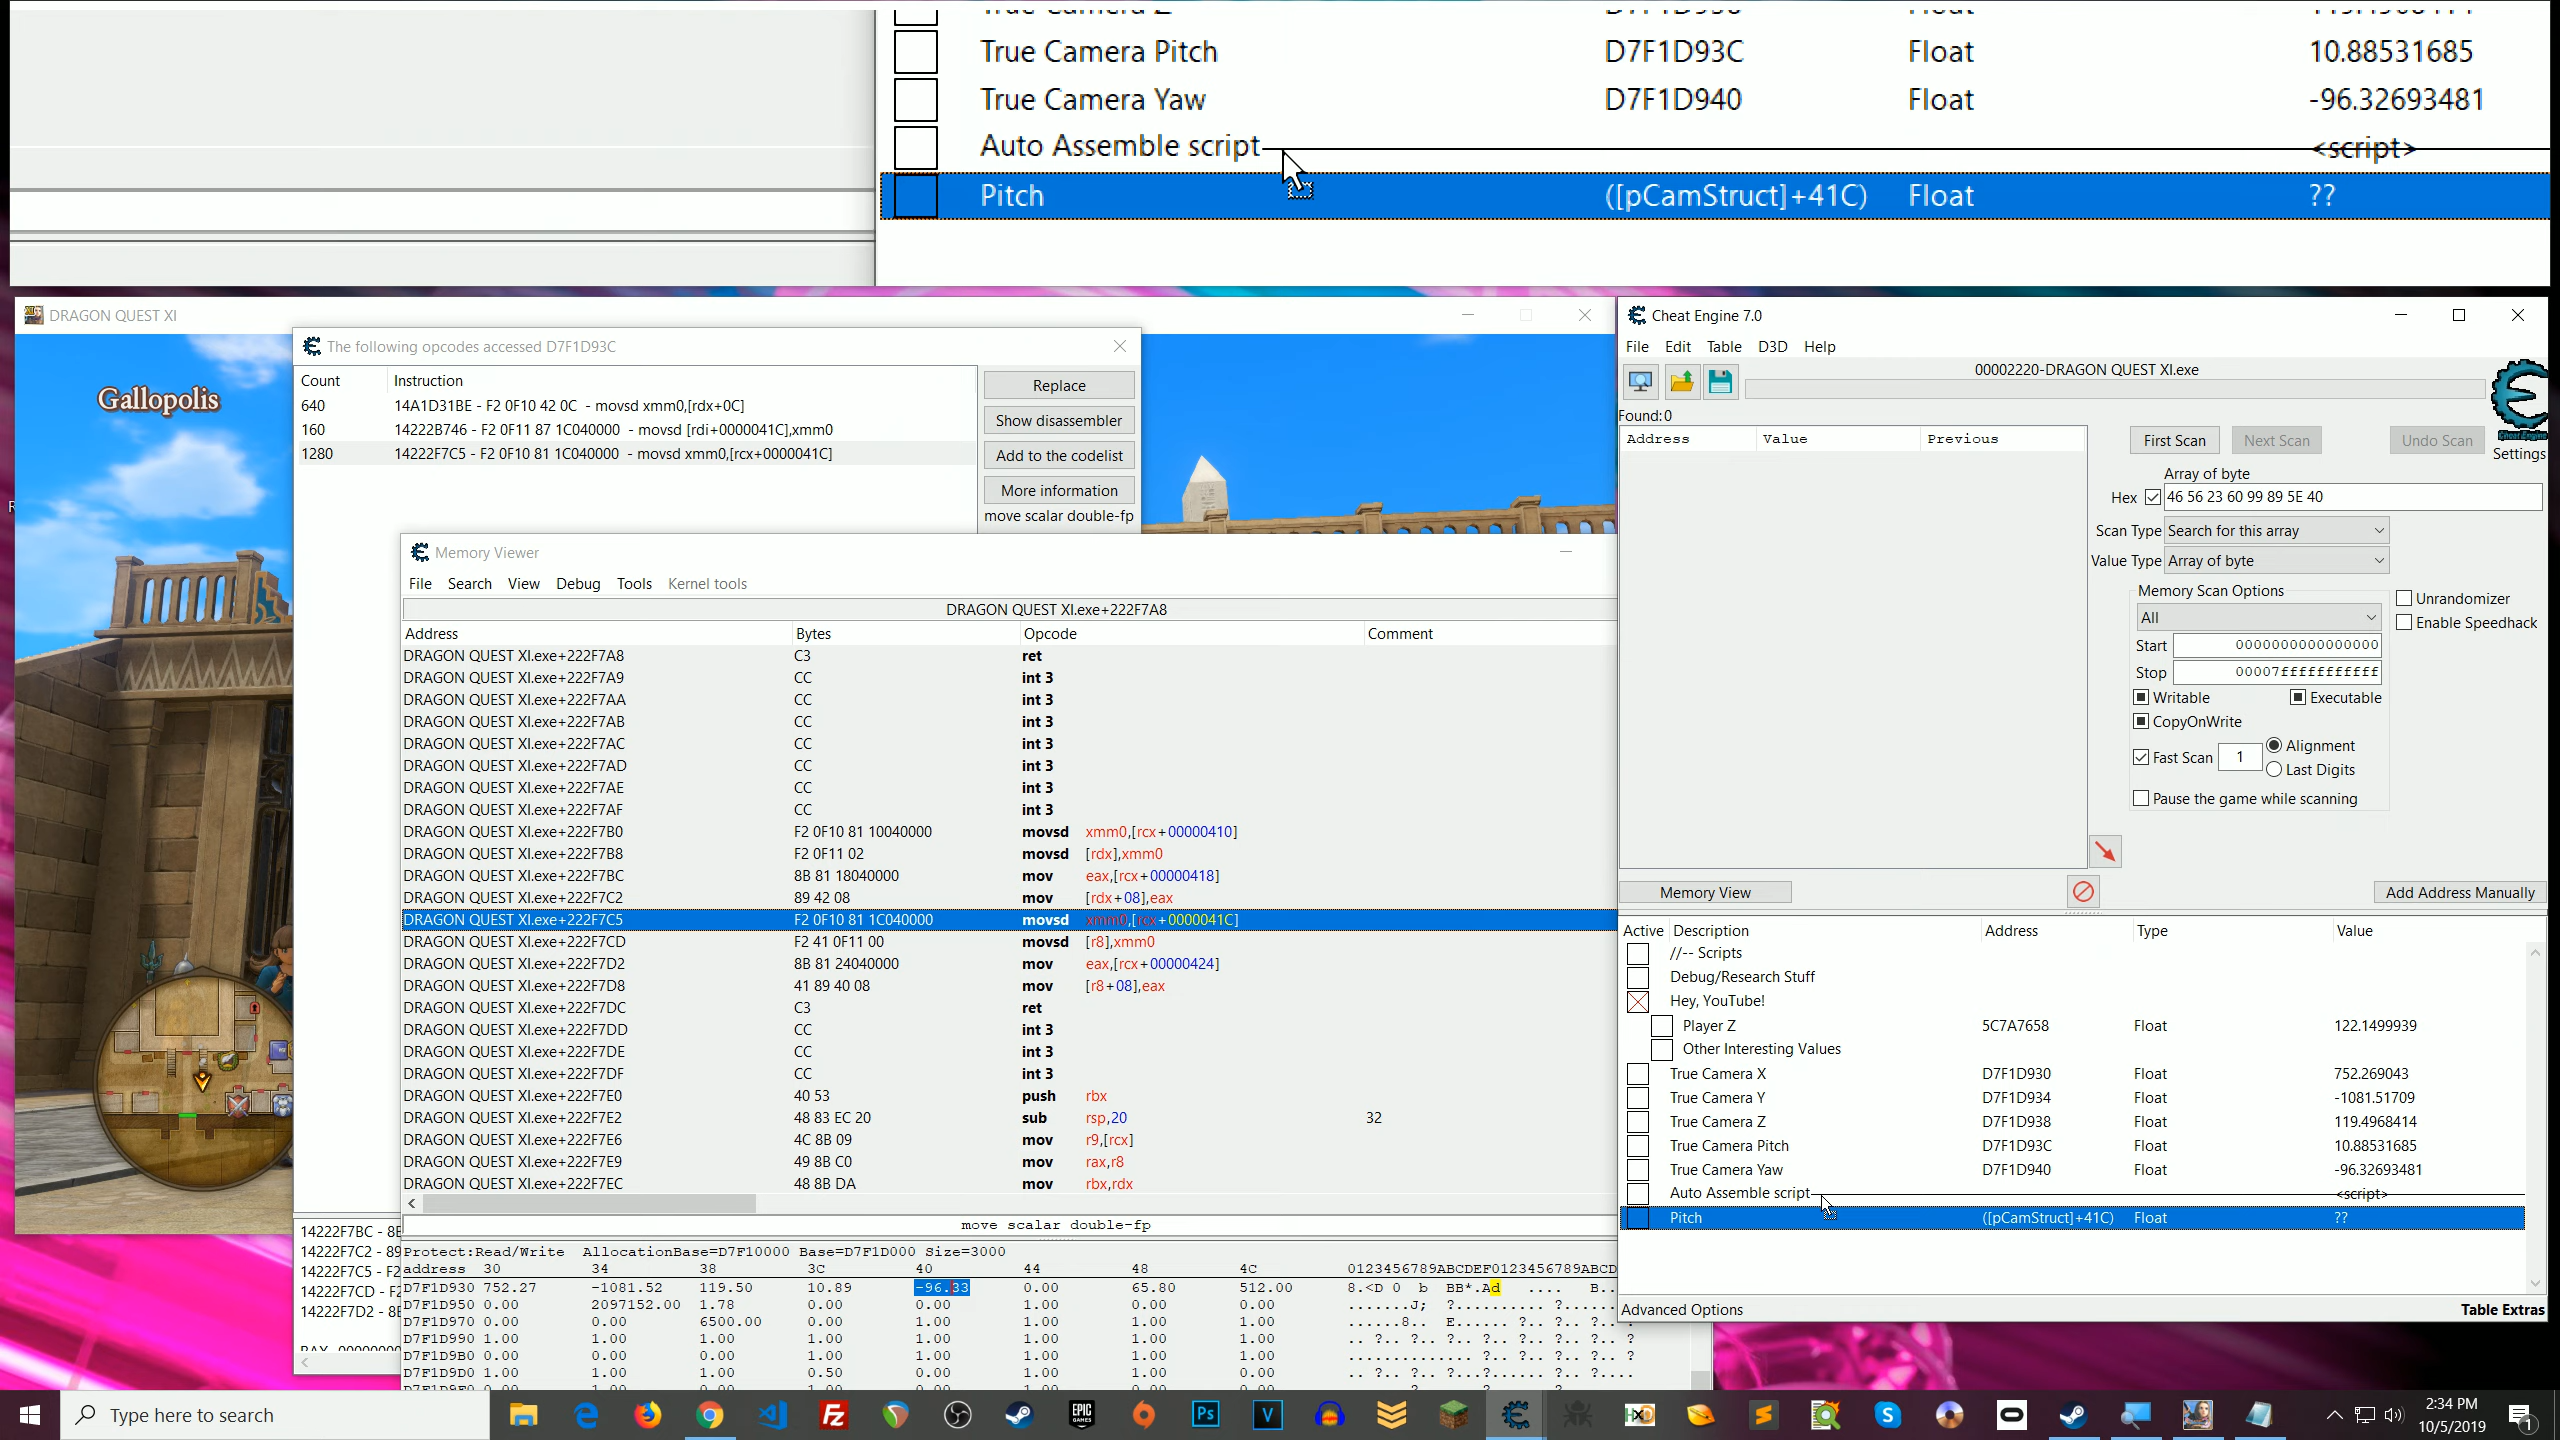 True Camera Pitch D7F1D93C Float 10.88531685
True Camera Yaw D7F1D940 Float -96.32693481
Auto Assemble script <script>
Pitch ([pCamStruct]+41C) Float ??
DRAGON QUEST XI
Gallopolis
The following opcodes accessed D7F1D93C
Count Instruction
640 14A1D31BE - F2 0F10 42 0C - movsd xmm0,[rdx+0C]
160 14222B746 - F2 0F11 87 1C040000 - movsd [rdi+0000041C],xmm0
1280 14222F7C5 - F2 0F10 81 1C040000 - movsd xmm0,[rcx+0000041C]
Replace
Show disassembler
Add to the codelist
More information
move scalar double-fp
Memory Viewer
File Search View Debug Tools Kernel tools
DRAGON QUEST XI.exe+222F7A8
Address Bytes Opcode Comment
DRAGON QUEST XI.exe+222F7A8 C3 ret
DRAGON QUEST XI.exe+222F7A9 CC int 3
DRAGON QUEST XI.exe+222F7AA CC int 3
DRAGON QUEST XI.exe+222F7AB CC int 3
DRAGON QUEST XI.exe+222F7AC CC int 3
DRAGON QUEST XI.exe+222F7AD CC int 3
DRAGON QUEST XI.exe+222F7AE CC int 3
DRAGON QUEST XI.exe+222F7AF CC int 3
DRAGON QUEST XI.exe+222F7B0 F2 0F10 81 10040000 movsd xmm0,[rcx+00000410]
DRAGON QUEST XI.exe+222F7B8 F2 0F11 02 movsd [rdx],xmm0
DRAGON QUEST XI.exe+222F7BC 8B 81 18040000 mov eax,[rcx+00000418]
DRAGON QUEST XI.exe+222F7C2 89 42 08 mov [rdx+08],eax
DRAGON QUEST XI.exe+222F7C5 F2 0F10 81 1C040000 movsd xmm0,[rcx+0000041C]
DRAGON QUEST XI.exe+222F7CD F2 41 0F11 00 movsd [r8],xmm0
DRAGON QUEST XI.exe+222F7D2 8B 81 24040000 mov eax,[rcx+00000424]
DRAGON QUEST XI.exe+222F7D8 41 89 40 08 mov [r8+08],eax
DRAGON QUEST XI.exe+222F7DC C3 ret
DRAGON QUEST XI.exe+222F7DD CC int 3
DRAGON QUEST XI.exe+222F7DE CC int 3
DRAGON QUEST XI.exe+222F7DF CC int 3
DRAGON QUEST XI.exe+222F7E0 40 53 push rbx
DRAGON QUEST XI.exe+222F7E2 48 83 EC 20 sub rsp,20 32
DRAGON QUEST XI.exe+222F7E6 4C 8B 09 mov r9,[rcx]
DRAGON QUEST XI.exe+222F7E9 49 8B C0 mov rax,r8
DRAGON QUEST XI.exe+222F7EC 48 8B DA mov rbx,rdx
move scalar double-fp
Protect:Read/Write AllocationBase=D7F10000 Base=D7F1D000 Size=3000
address 30 34 38 3C 40 44 48 4C 0123456789ABCDEF0123456789ABCD
D7F1D930 752.27 -1081.52 119.50 10.89 -96.33 0.00 65.80 512.00 8.<D 0 b BB*.Ad .... B..
D7F1D950 0.00 2097152.00 1.78 0.00 0.00 1.00 0.00 0.00 .......J; ?.......... ?......
D7F1D970 0.00 0.00 6500.00 0.00 1.00 1.00 1.00 1.00 ......8.. E...... ?.. ?.. ?..
D7F1D990 1.00 1.00 1.00 1.00 1.00 1.00 1.00 1.00 .. ?.. ?.. ?.. ?.. ?.. ?.. ?.. ?
D7F1D9B0 0.00 0.00 0.00 1.00 0.00 1.00 1.00 1.00 ............... ?.. ?.. ?.. ?
D7F1D9D0 1.00 1.00 1.00 0.50 0.00 1.00 0.00 0.00 .. ?.. ?.. ?.. ?.... ?.. ?....
14222F7BC - 8B
14222F7C2 - 89
14222F7C5 - F2
14222F7CD - F2
14222F7D2 - 8B
Cheat Engine 7.0
File Edit Table D3D Help
00002220-DRAGON QUEST XI.exe
Found:0
Address Value Previous
First Scan Next Scan Undo Scan
Cheat Engine
Settings
Array of byte
Hex 46 56 23 60 99 89 5E 40
Scan Type Search for this array
Value Type Array of byte
Memory Scan Options
All
Unrandomizer
Enable Speedhack
Start 0000000000000000
Stop 00007fffffffffff
Writable Executable
CopyOnWrite
Fast Scan 1 Alignment
Last Digits
Pause the game while scanning
Memory View Add Address Manually
Active Description Address Type Value
//-- Scripts
Debug/Research Stuff
Hey, YouTube!
Player Z 5C7A7658 Float 122.1499939
Other Interesting Values
True Camera X D7F1D930 Float 752.269043
True Camera Y D7F1D934 Float -1081.51709
True Camera Z D7F1D938 Float 119.4968414
True Camera Pitch D7F1D93C Float 10.88531685
True Camera Yaw D7F1D940 Float -96.32693481
Auto Assemble script <script>
Pitch ([pCamStruct]+41C) Float ??
Advanced Options Table Extras
Type here to search
2:34 PM
10/5/2019